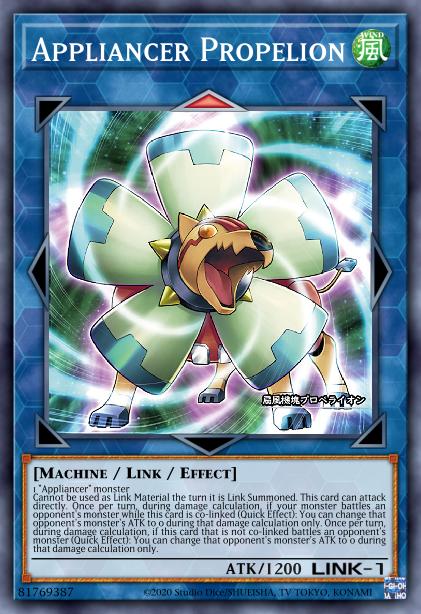 APPLIANCER PROPELION
WIND
風
扇風機塊プロペライオン
[MACHINE / LINK / EFFECT]
1 "Appliancer" monster
Cannot be used as Link Material the turn it is Link Summoned. This card can attack
directly. Once per turn, during damage calculation, if your monster battles an
opponent's monster while this card is co-linked (Quick Effect): You can change that
opponent's monster's ATK to 0 during that damage calculation only. Once per turn,
during damage calculation, if this card that is not co-linked battles an opponent's
monster (Quick Effect): You can change that opponent's monster's ATK to 0 during
that damage calculation only.
ATK/1200 LINK-1
81769387 ©2020 Studio Dice/SHUEISHA, TV TOKYO, KONAMI